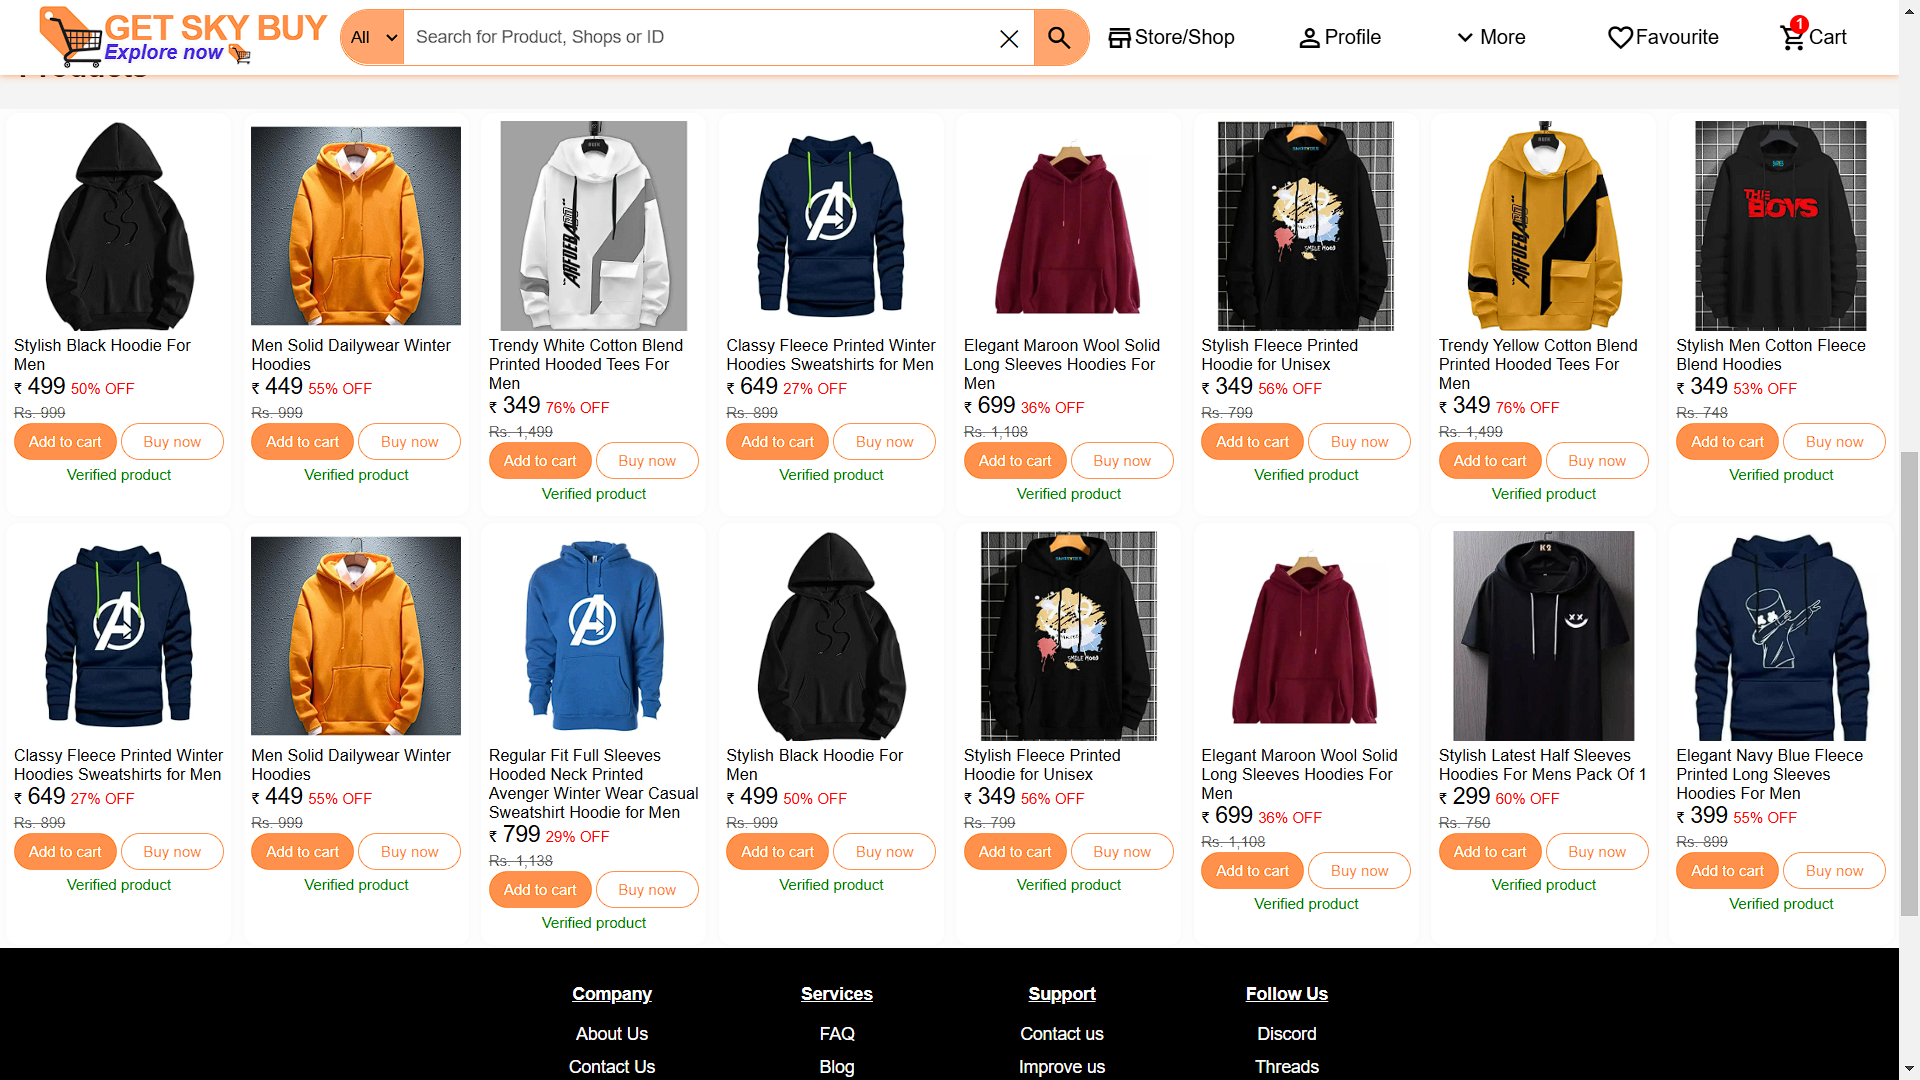 GET SKY BUY
Explore now
All
Search for Product, Shops or ID
Store/Shop
Profile
More
Favourite
1
Cart
Products
Stylish Black Hoodie For
Men
₹ 499 50% OFF
Rs. 999
Add to cart
Buy now
Verified product
Men Solid Dailywear Winter
Hoodies
₹ 449 55% OFF
Rs. 999
Add to cart
Buy now
Verified product
Trendy White Cotton Blend
Printed Hooded Tees For
Men
₹ 349 76% OFF
Rs. 1,499
Add to cart
Buy now
Verified product
Classy Fleece Printed Winter
Hoodies Sweatshirts for Men
₹ 649 27% OFF
Rs. 899
Add to cart
Buy now
Verified product
Elegant Maroon Wool Solid
Long Sleeves Hoodies For
Men
₹ 699 36% OFF
Rs. 1,108
Add to cart
Buy now
Verified product
SMILE MOOD
Stylish Fleece Printed
Hoodie for Unisex
₹ 349 56% OFF
Rs. 799
Add to cart
Buy now
Verified product
Trendy Yellow Cotton Blend
Printed Hooded Tees For
Men
₹ 349 76% OFF
Rs. 1,499
Add to cart
Buy now
Verified product
THE
BOYS
Stylish Men Cotton Fleece
Blend Hoodies
₹ 349 53% OFF
Rs. 748
Add to cart
Buy now
Verified product
Classy Fleece Printed Winter
Hoodies Sweatshirts for Men
₹ 649 27% OFF
Rs. 899
Add to cart
Buy now
Verified product
Men Solid Dailywear Winter
Hoodies
₹ 449 55% OFF
Rs. 999
Add to cart
Buy now
Verified product
Regular Fit Full Sleeves
Hooded Neck Printed
Avenger Winter Wear Casual
Sweatshirt Hoodie for Men
₹ 799 29% OFF
Rs. 1,138
Add to cart
Buy now
Verified product
Stylish Black Hoodie For
Men
₹ 499 50% OFF
Rs. 999
Add to cart
Buy now
Verified product
SMILE MOOD
Stylish Fleece Printed
Hoodie for Unisex
₹ 349 56% OFF
Rs. 799
Add to cart
Buy now
Verified product
Elegant Maroon Wool Solid
Long Sleeves Hoodies For
Men
₹ 699 36% OFF
Rs. 1,108
Add to cart
Buy now
Verified product
K2
Stylish Latest Half Sleeves
Hoodies For Mens Pack Of 1
₹ 299 60% OFF
Rs. 750
Add to cart
Buy now
Verified product
Elegant Navy Blue Fleece
Printed Long Sleeves
Hoodies For Men
₹ 399 55% OFF
Rs. 899
Add to cart
Buy now
Verified product
Company
About Us
Contact Us
Services
FAQ
Blog
Support
Contact us
Improve us
Follow Us
Discord
Threads